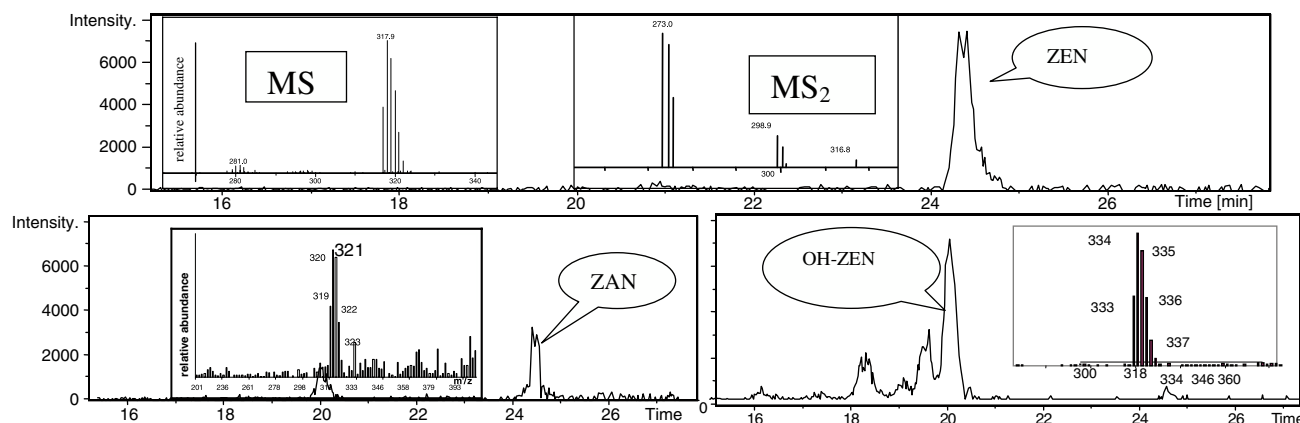 Intensity.
8000
6000
4000
2000
0
relative abundance
MS
317.9
281.0
280 300 320 340
273.0
MS2
298.9
316.8
300
ZEN
16 18 20 22 24 26
Time [min]
Intensity.
8000
6000
4000
2000
0
relative abundance
321
320
319
322
323
201 236 261 278 298 333 346 358 379 393
m/z
ZAN
16 18 20 22 24 26 Time
OH-ZEN
334
335
333
336
337
300 318 334 346 360
0
16 18 20 22 24 26 Time